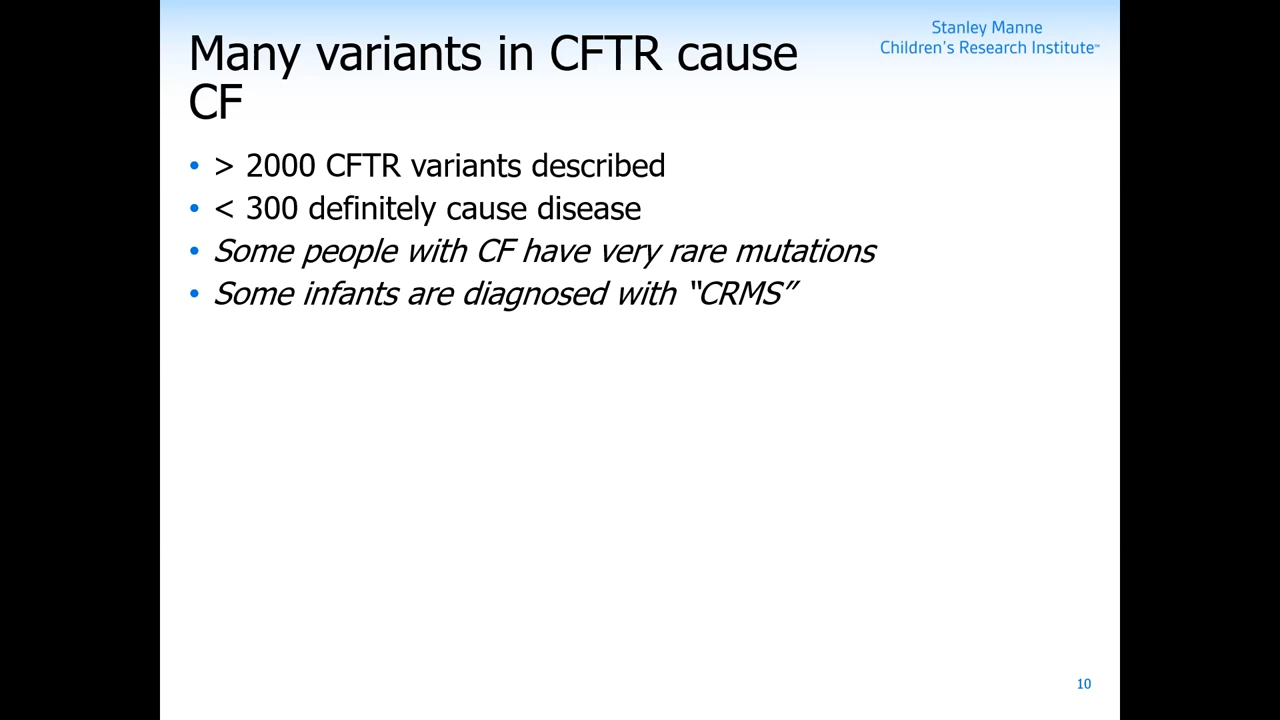 Stanley Manne
Children's Research Institute℠
Many variants in CFTR cause
CF
• > 2000 CFTR variants described
• < 300 definitely cause disease
• Some people with CF have very rare mutations
• Some infants are diagnosed with “CRMS”
10